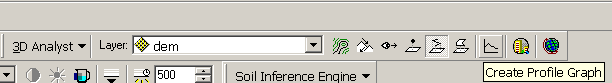 3D Analyst Layer: dem
500 Soil Inference Engine Create Profile Graph